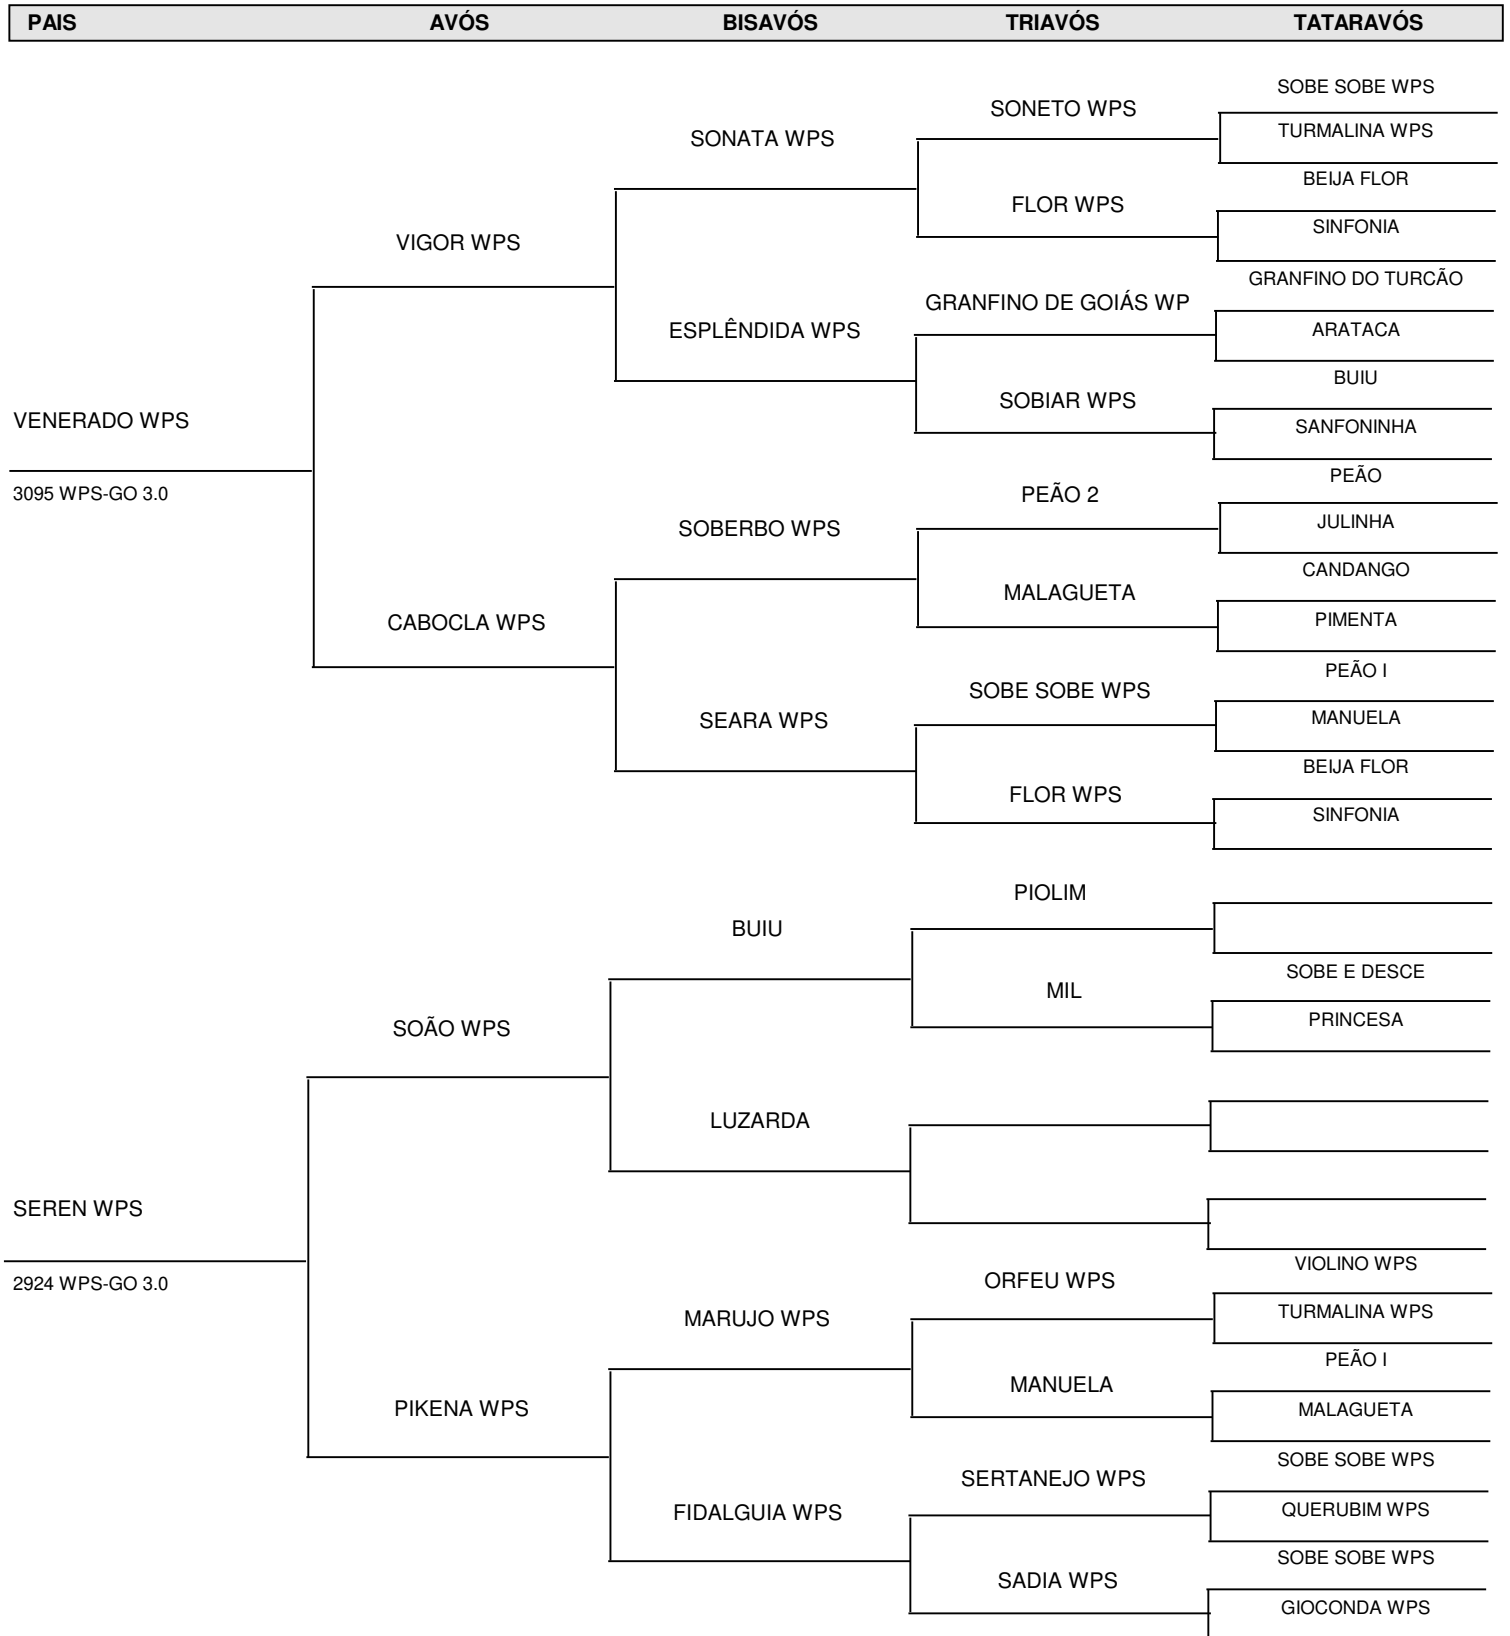 PAIS AVÓS BISAVÓS TRIAVÓS TATARAVÓS
SOBE SOBE WPS
SONETO WPS
TURMALINA WPS
SONATA WPS
BEIJA FLOR
FLOR WPS
SINFONIA
VIGOR WPS
GRANFINO DO TURCÃO
GRANFINO DE GOIÁS WP
ESPLÊNDIDA WPS
ARATACA
BUIU
SOBIAR WPS
VENERADO WPS
SANFONINHA
PEÃO
3095 WPS-GO 3.0
PEÃO 2
JULINHA
SOBERBO WPS
CANDANGO
MALAGUETA
PIMENTA
CABOCLA WPS
PEÃO I
SOBE SOBE WPS
SEARA WPS
MANUELA
BEIJA FLOR
FLOR WPS
SINFONIA
PIOLIM
BUIU
SOBE E DESCE
MIL
PRINCESA
SOÃO WPS
LUZARDA
SEREN WPS
VIOLINO WPS
2924 WPS-GO 3.0
ORFEU WPS
TURMALINA WPS
MARUJO WPS
PEÃO I
MANUELA
PIKENA WPS
MALAGUETA
SOBE SOBE WPS
SERTANEJO WPS
FIDALGUIA WPS
QUERUBIM WPS
SOBE SOBE WPS
SADIA WPS
GIOCONDA WPS